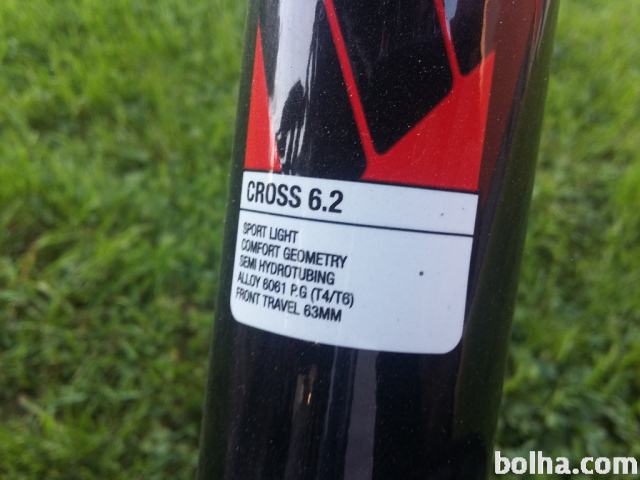 CROSS 6.2
SPORT LIGHT
COMFORT GEOMETRY
SEMI HYDROTUBING
ALLOY 6061 P.G (T4/T6)
FRONT TRAVEL 63MM
bolha.com